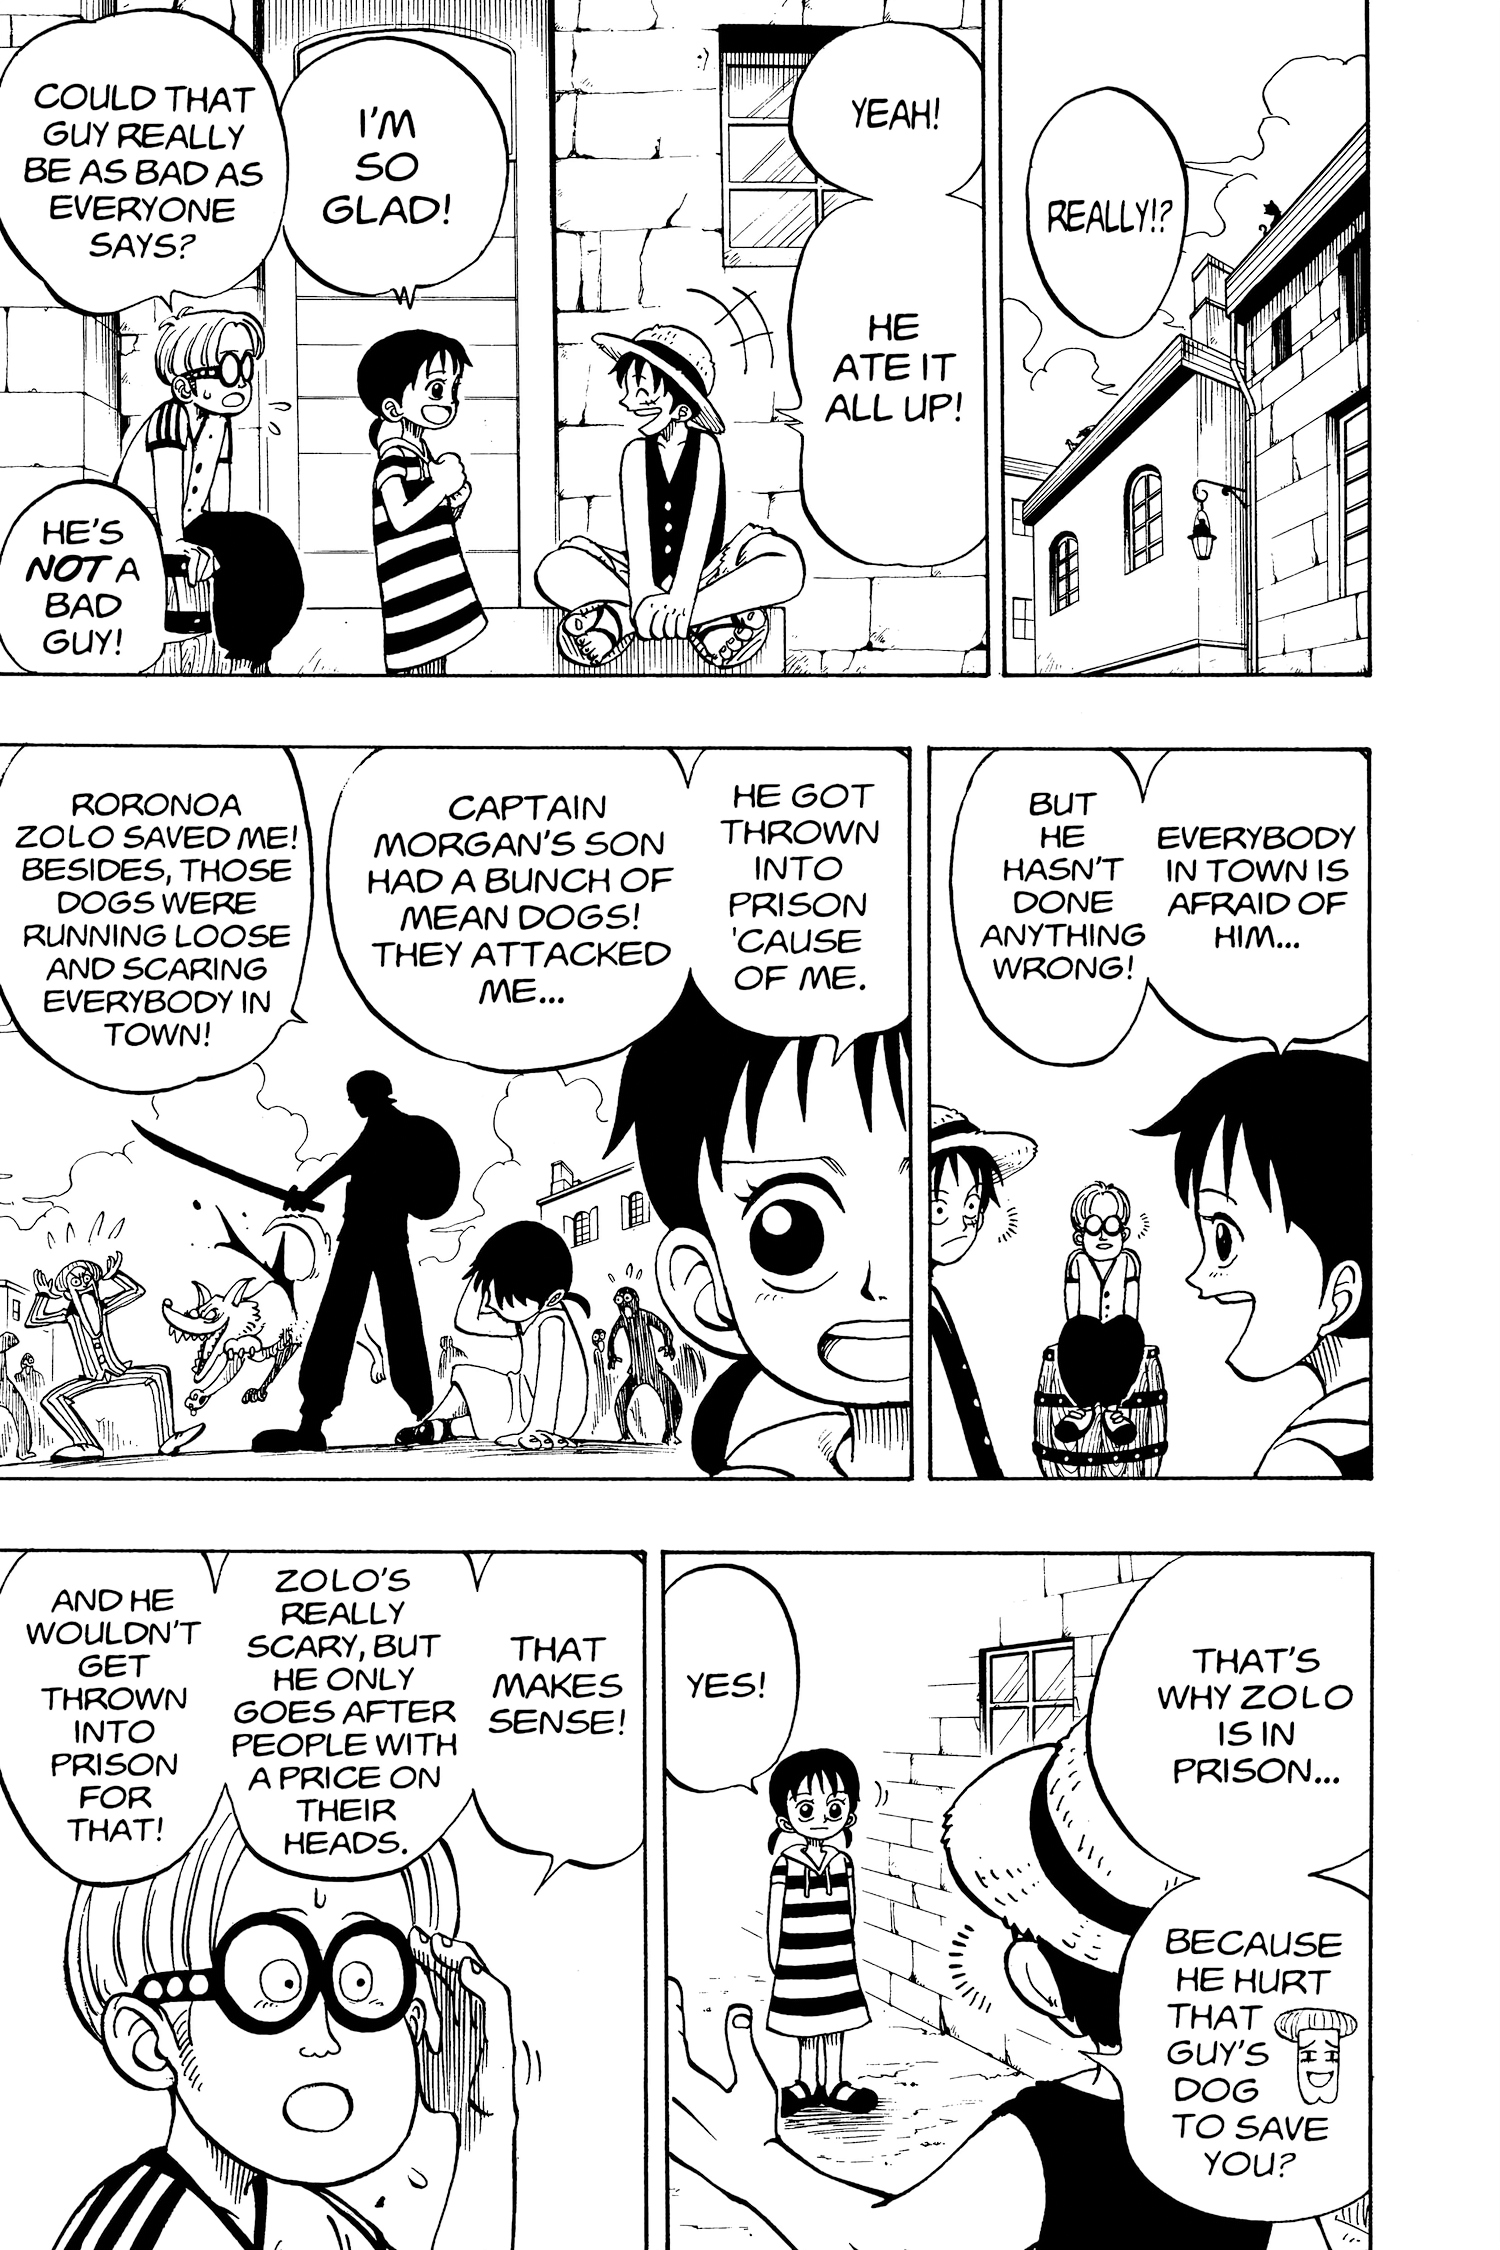 REALLY!?
YEAH!
HE
ATE IT
ALL UP!
I'M
SO
GLAD!
COULD THAT
GUY REALLY
BE AS BAD AS
EVERYONE
SAYS?
HE'S
NOT A
BAD
GUY!
EVERYBODY
IN TOWN IS
AFRAID OF
HIM...
BUT
HE
HASN'T
DONE
ANYTHING
WRONG!
HE GOT
THROWN
INTO
PRISON
'CAUSE
OF ME.
CAPTAIN
MORGAN'S SON
HAD A BUNCH OF
MEAN DOGS!
THEY ATTACKED
ME...
RORONOA
ZOLO SAVED ME!
BESIDES, THOSE
DOGS WERE
RUNNING LOOSE
AND SCARING
EVERYBODY IN
TOWN!
THAT'S
WHY ZOLO
IS IN
PRISON...
BECAUSE
HE HURT
THAT
GUY'S
DOG
TO SAVE
YOU?
YES!
THAT
MAKES
SENSE!
ZOLO'S
REALLY
SCARY, BUT
HE ONLY
GOES AFTER
PEOPLE WITH
A PRICE ON
THEIR
HEADS.
AND HE
WOULDN'T
GET
THROWN
INTO
PRISON
FOR
THAT!